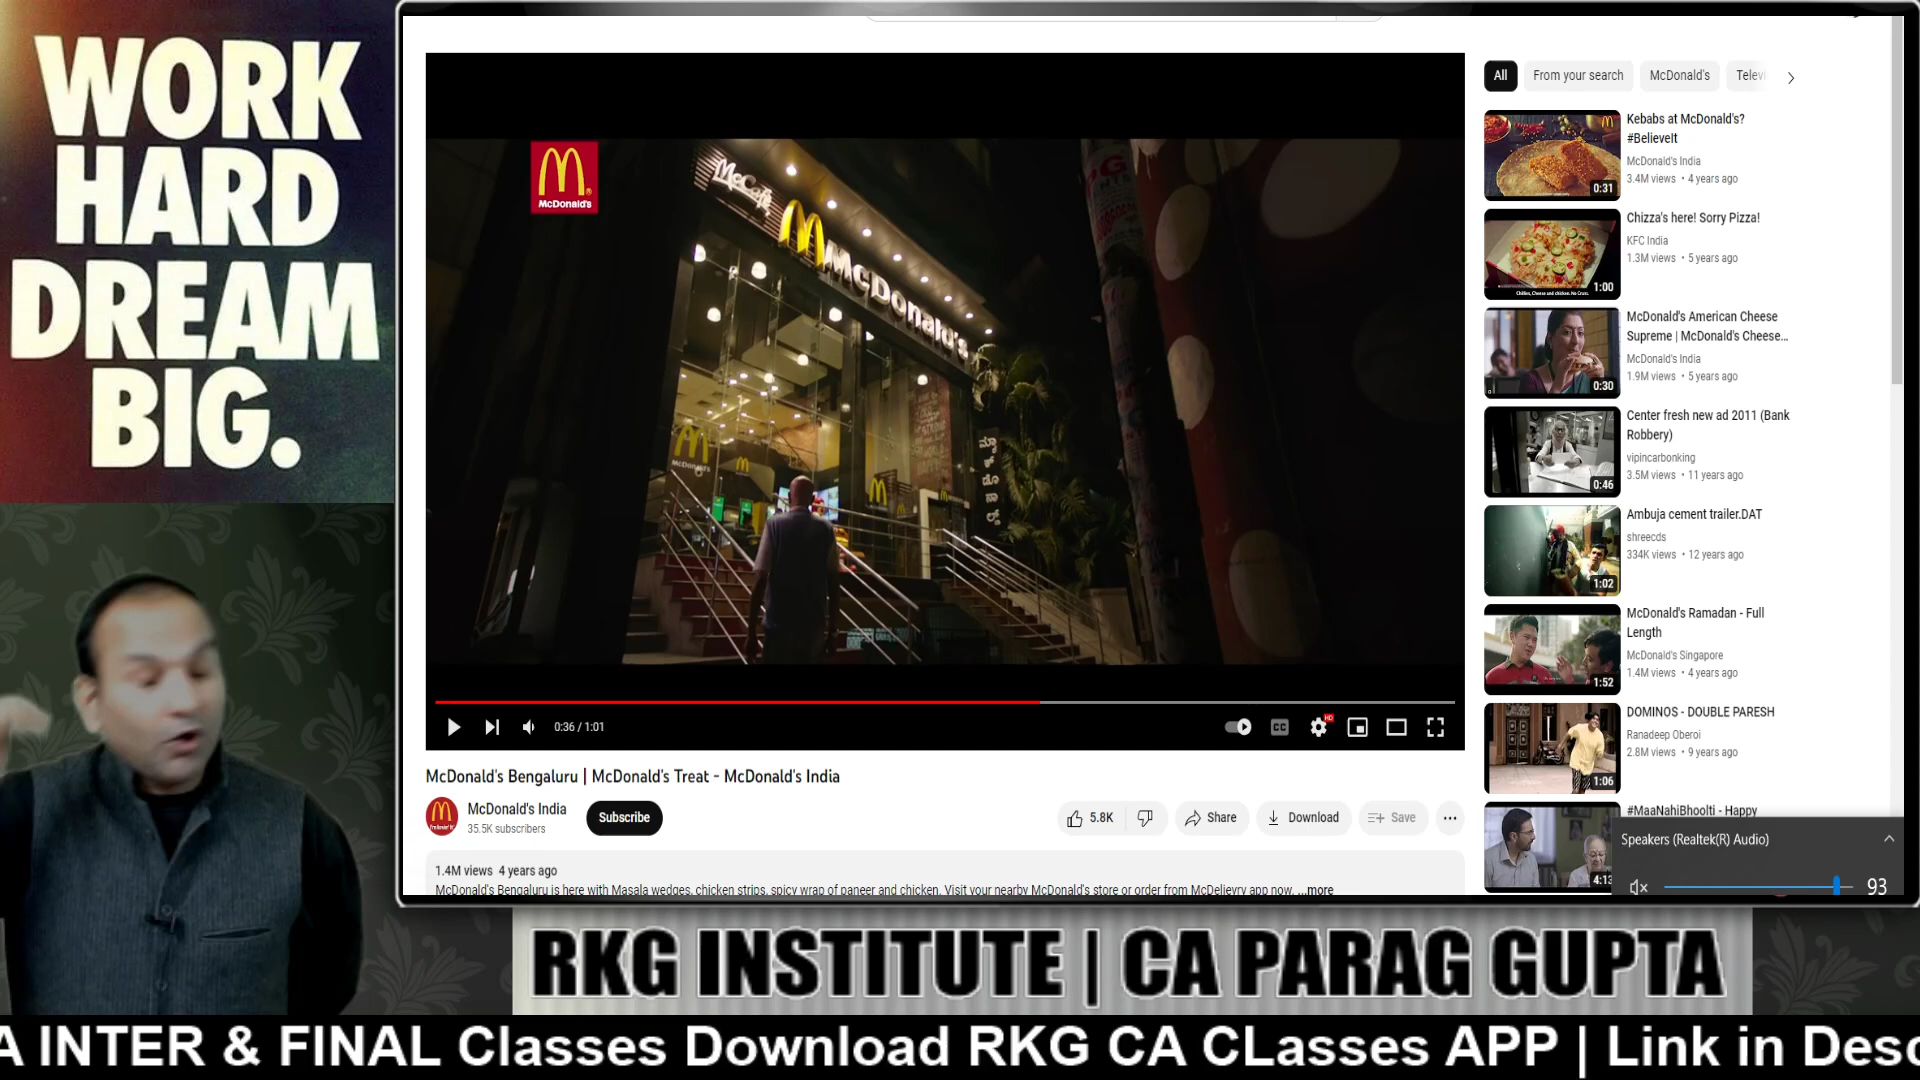 WORK
HARD
DREAM
BIG.
All
From your search
McDonald's
McDonald's
McCafé
McDonald's
McDonald's
ಮ್ಯಾಕ್ ಡೊನಾಲ್ಡ್ಸ್
0:36 / 1:01
CC
HD
McDonald's Bengaluru | McDonald's Treat - McDonald's India
McDonald's India
35.5K subscribers
Subscribe
5.8K
Share
Download
Save
1.4M views 4 years ago
McDonald's Bengaluru is here with Masala wedges, chicken strips, spicy wrap of paneer and chicken. Visit your nearby McDonald's store or order from McDelievry app now. ...more
Kebabs at McDonald's?
#BelieveIt
McDonald's India
3.4M views • 4 years ago
0:31
Chizza's here! Sorry Pizza!
KFC India
1.3M views • 5 years ago
1:00
McDonald's American Cheese
Supreme | McDonald's Cheese...
McDonald's India
1.9M views • 5 years ago
0:30
Center fresh new ad 2011 (Bank
Robbery)
vipincarbonking
3.5M views • 11 years ago
0:46
Ambuja cement trailer.DAT
shreecds
334K views • 12 years ago
1:02
McDonald's Ramadan - Full
Length
McDonald's Singapore
1.4M views • 4 years ago
1:52
DOMINOS - DOUBLE PARESH
Ranadeep Oberoi
2.8M views • 9 years ago
1:06
#MaaNahiBhoolti - Happy
4:13
Speakers (Realtek(R) Audio)
93
RKG INSTITUTE | CA PARAG GUPTA
A INTER & FINAL Classes Download RKG CA CLasses APP | Link in Desc